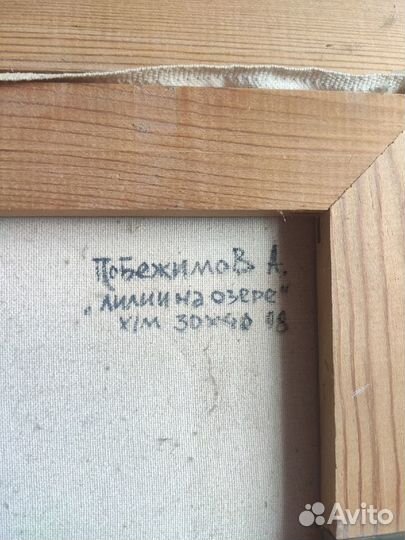 Побежимов А.
"Лилии на озере"
х/м 30х40 98
Avito